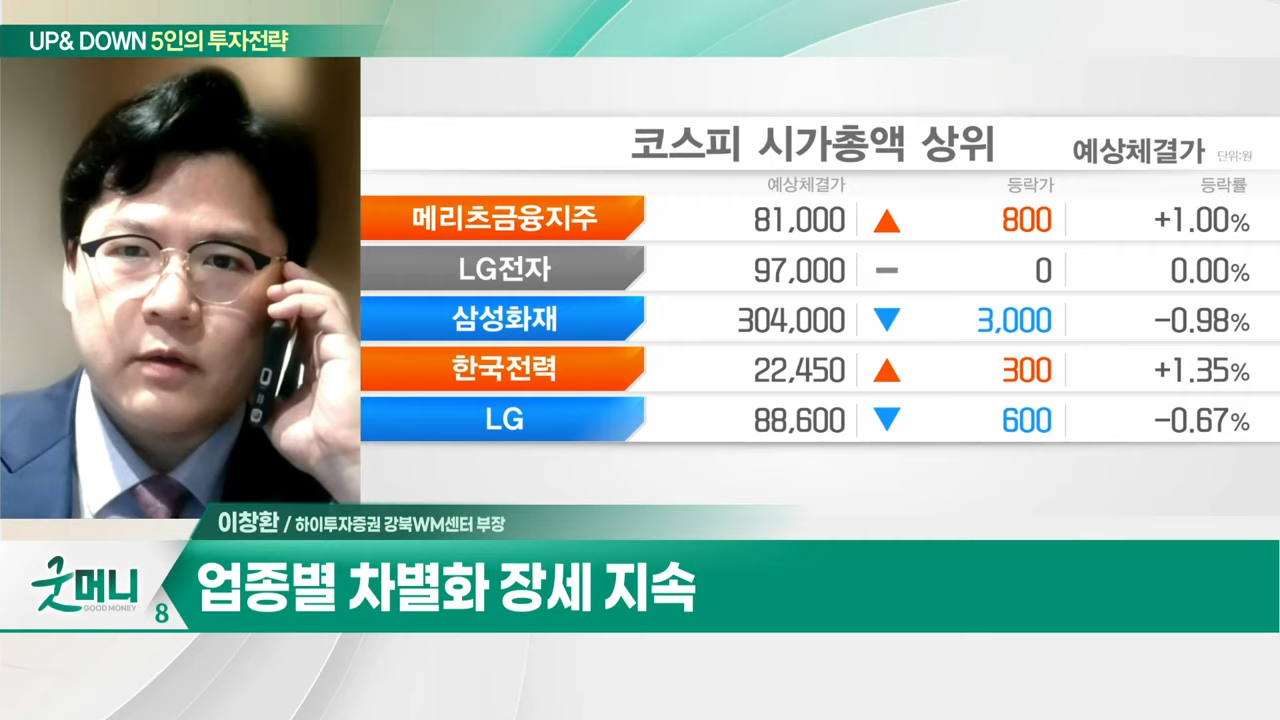 UP& DOWN 5인의 투자전략
코스피 시가총액 상위 예상체결가 단위:원
예상체결가 등락가 등락률
메리츠금융지주 81,000 ▲ 800 +1.00%
LG전자 97,000 － 0 0.00%
삼성화재 304,000 ▼ 3,000 −0.98%
한국전력 22,450 ▲ 300 +1.35%
LG 88,600 ▼ 600 −0.67%
이창환 / 하이투자증권 강북WM센터 부장
굿머니 GOOD MONEY 8
업종별 차별화 장세 지속